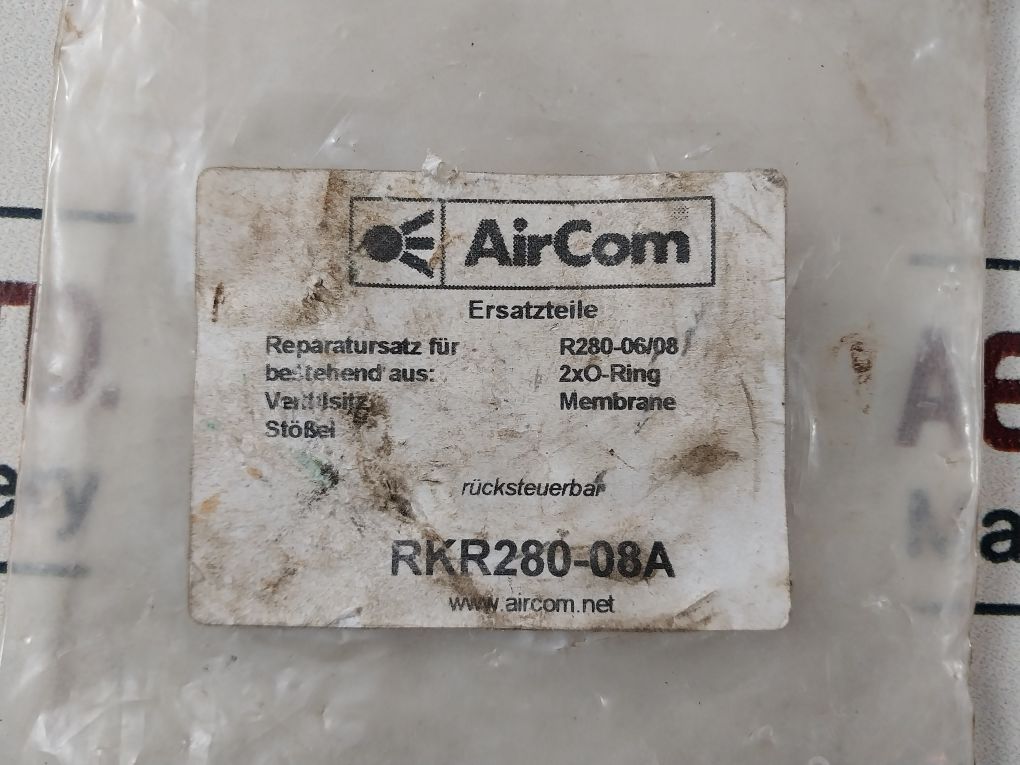 AirCom
Ersatzteile
Reparatursatz für R280-06/08
bestehend aus: 2xO-Ring
Ventilsitz Membrane
Stößel
rücksteuerbar
RKR280-08A
www.aircom.net